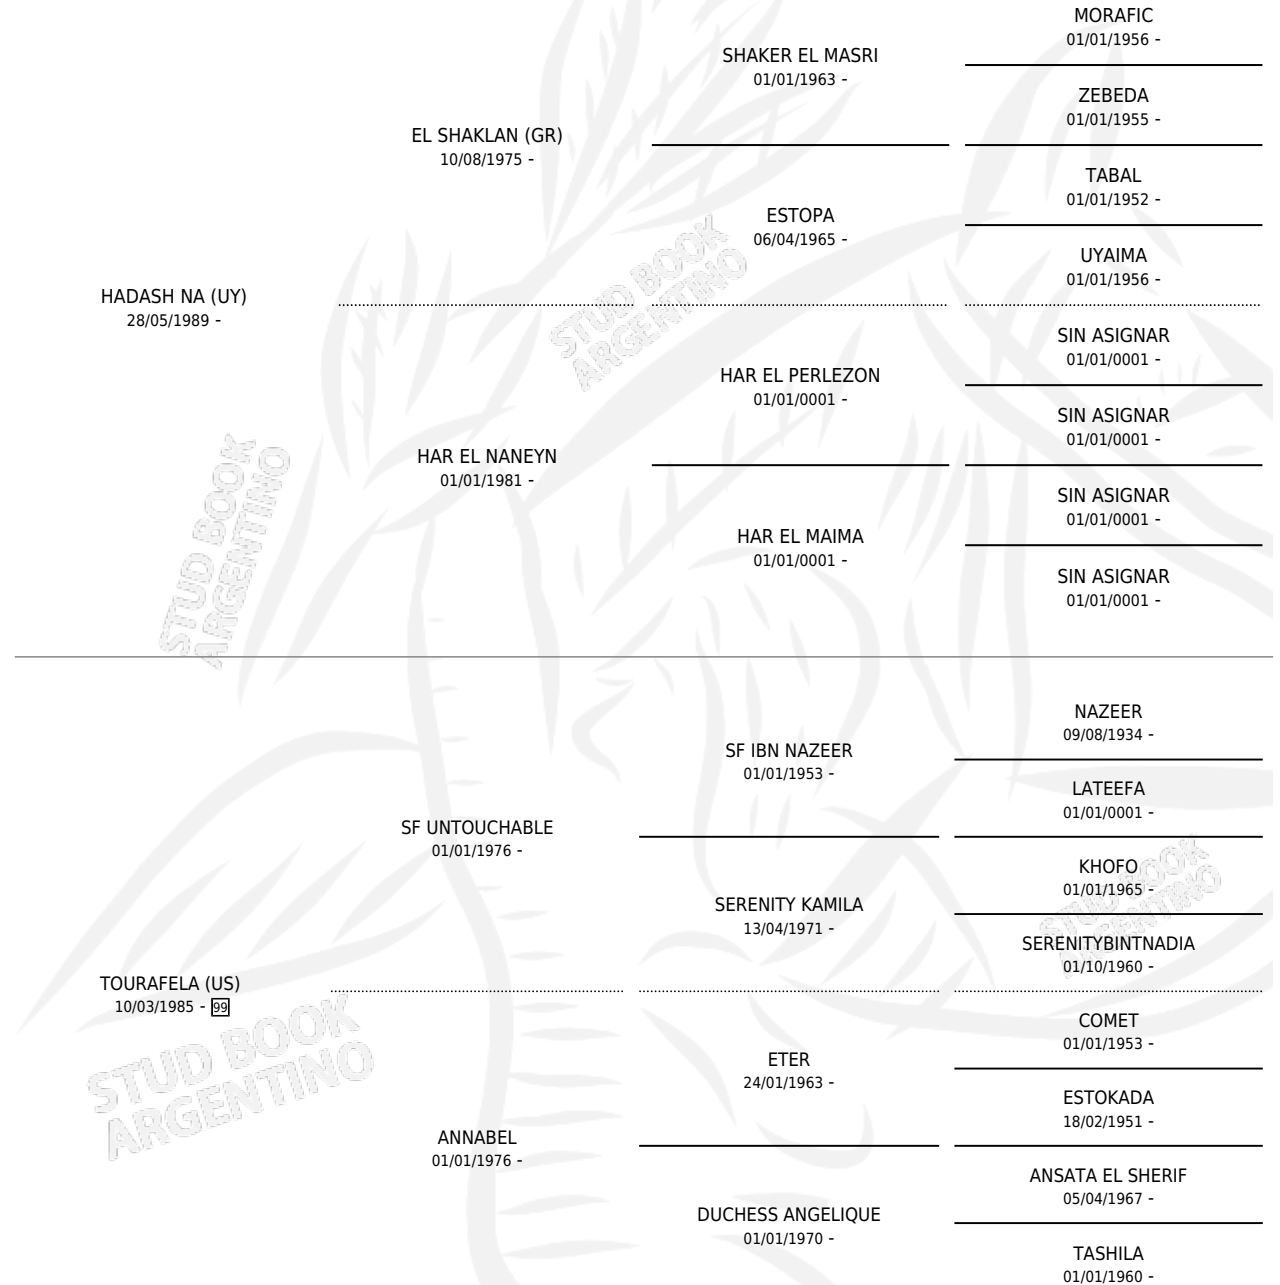 MORAFIC
01/01/1956 -
SHAKER EL MASRI
01/01/1963 -
ZEBEDA
01/01/1955 -
EL SHAKLAN (GR)
10/08/1975 -
TABAL
01/01/1952 -
ESTOPA
06/04/1965 -
UYAIMA
01/01/1956 -
HADASH NA (UY)
28/05/1989 -
SIN ASIGNAR
01/01/0001 -
HAR EL PERLEZON
01/01/0001 -
SIN ASIGNAR
01/01/0001 -
HAR EL NANEYN
01/01/1981 -
SIN ASIGNAR
01/01/0001 -
HAR EL MAIMA
01/01/0001 -
SIN ASIGNAR
01/01/0001 -
NAZEER
09/08/1934 -
SF IBN NAZEER
01/01/1953 -
LATEEFA
01/01/0001 -
SF UNTOUCHABLE
01/01/1976 -
KHOFO
01/01/1965 -
SERENITY KAMILA
13/04/1971 -
SERENITYBINTNADIA
01/10/1960 -
TOURAFELA (US)
10/03/1985 - 99
COMET
01/01/1953 -
ETER
24/01/1963 -
ESTOKADA
18/02/1951 -
ANNABEL
01/01/1976 -
ANSATA EL SHERIF
05/04/1967 -
DUCHESS ANGELIQUE
01/01/1970 -
TASHILA
01/01/1960 -
STUD BOOK
ARGENTINO
STUD BOOK
ARGENTINO
STUD BOOK
ARGENTINO
STUD BOOK
ARGENTINO